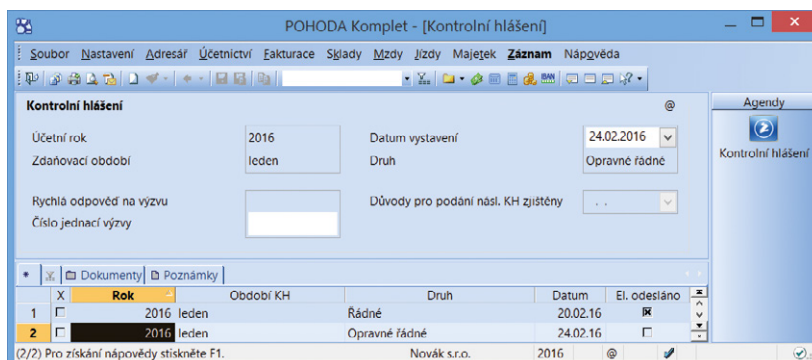 POHODA Komplet - [Kontrolní hlášení]
Soubor Nastavení Adresář Účetnictví Fakturace Sklady Mzdy Jízdy Majetek Záznam Nápověda
IBAN
Kontrolní hlášení @ Agendy
Účetní rok 2016 Datum vystavení 24.02.2016
Zdaňovací období leden Druh Opravné řádné
Kontrolní hlášení
Rychlá odpověď na výzvu Důvody pro podání násl. KH zjištěny . .
Číslo jednací výzvy
* Dokumenty Poznámky
X Rok Období KH Druh Datum El. odesláno
1 2016 leden Řádné 20.02.16
2 2016 leden Opravné řádné 24.02.16
(2/2) Pro získání nápovědy stiskněte F1. Novák s.r.o. 2016 @